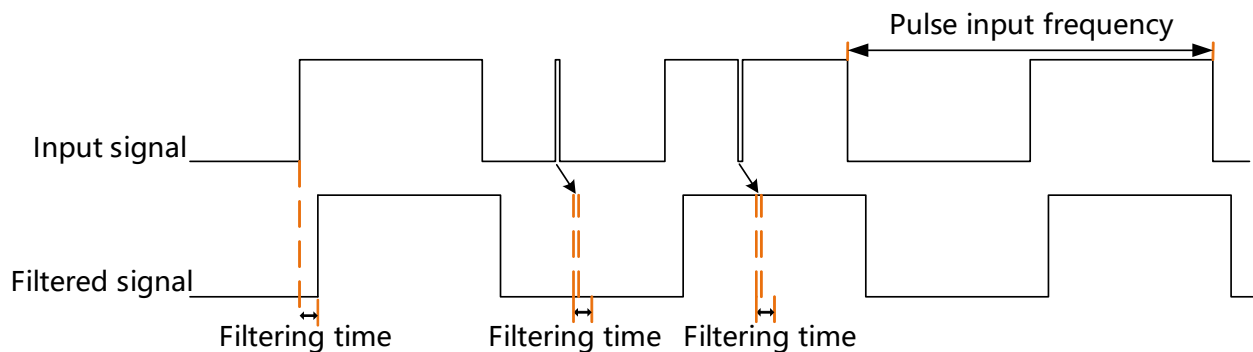 Pulse input frequency
Input signal
Filtered signal
Filtering time
Filtering time
Filtering time